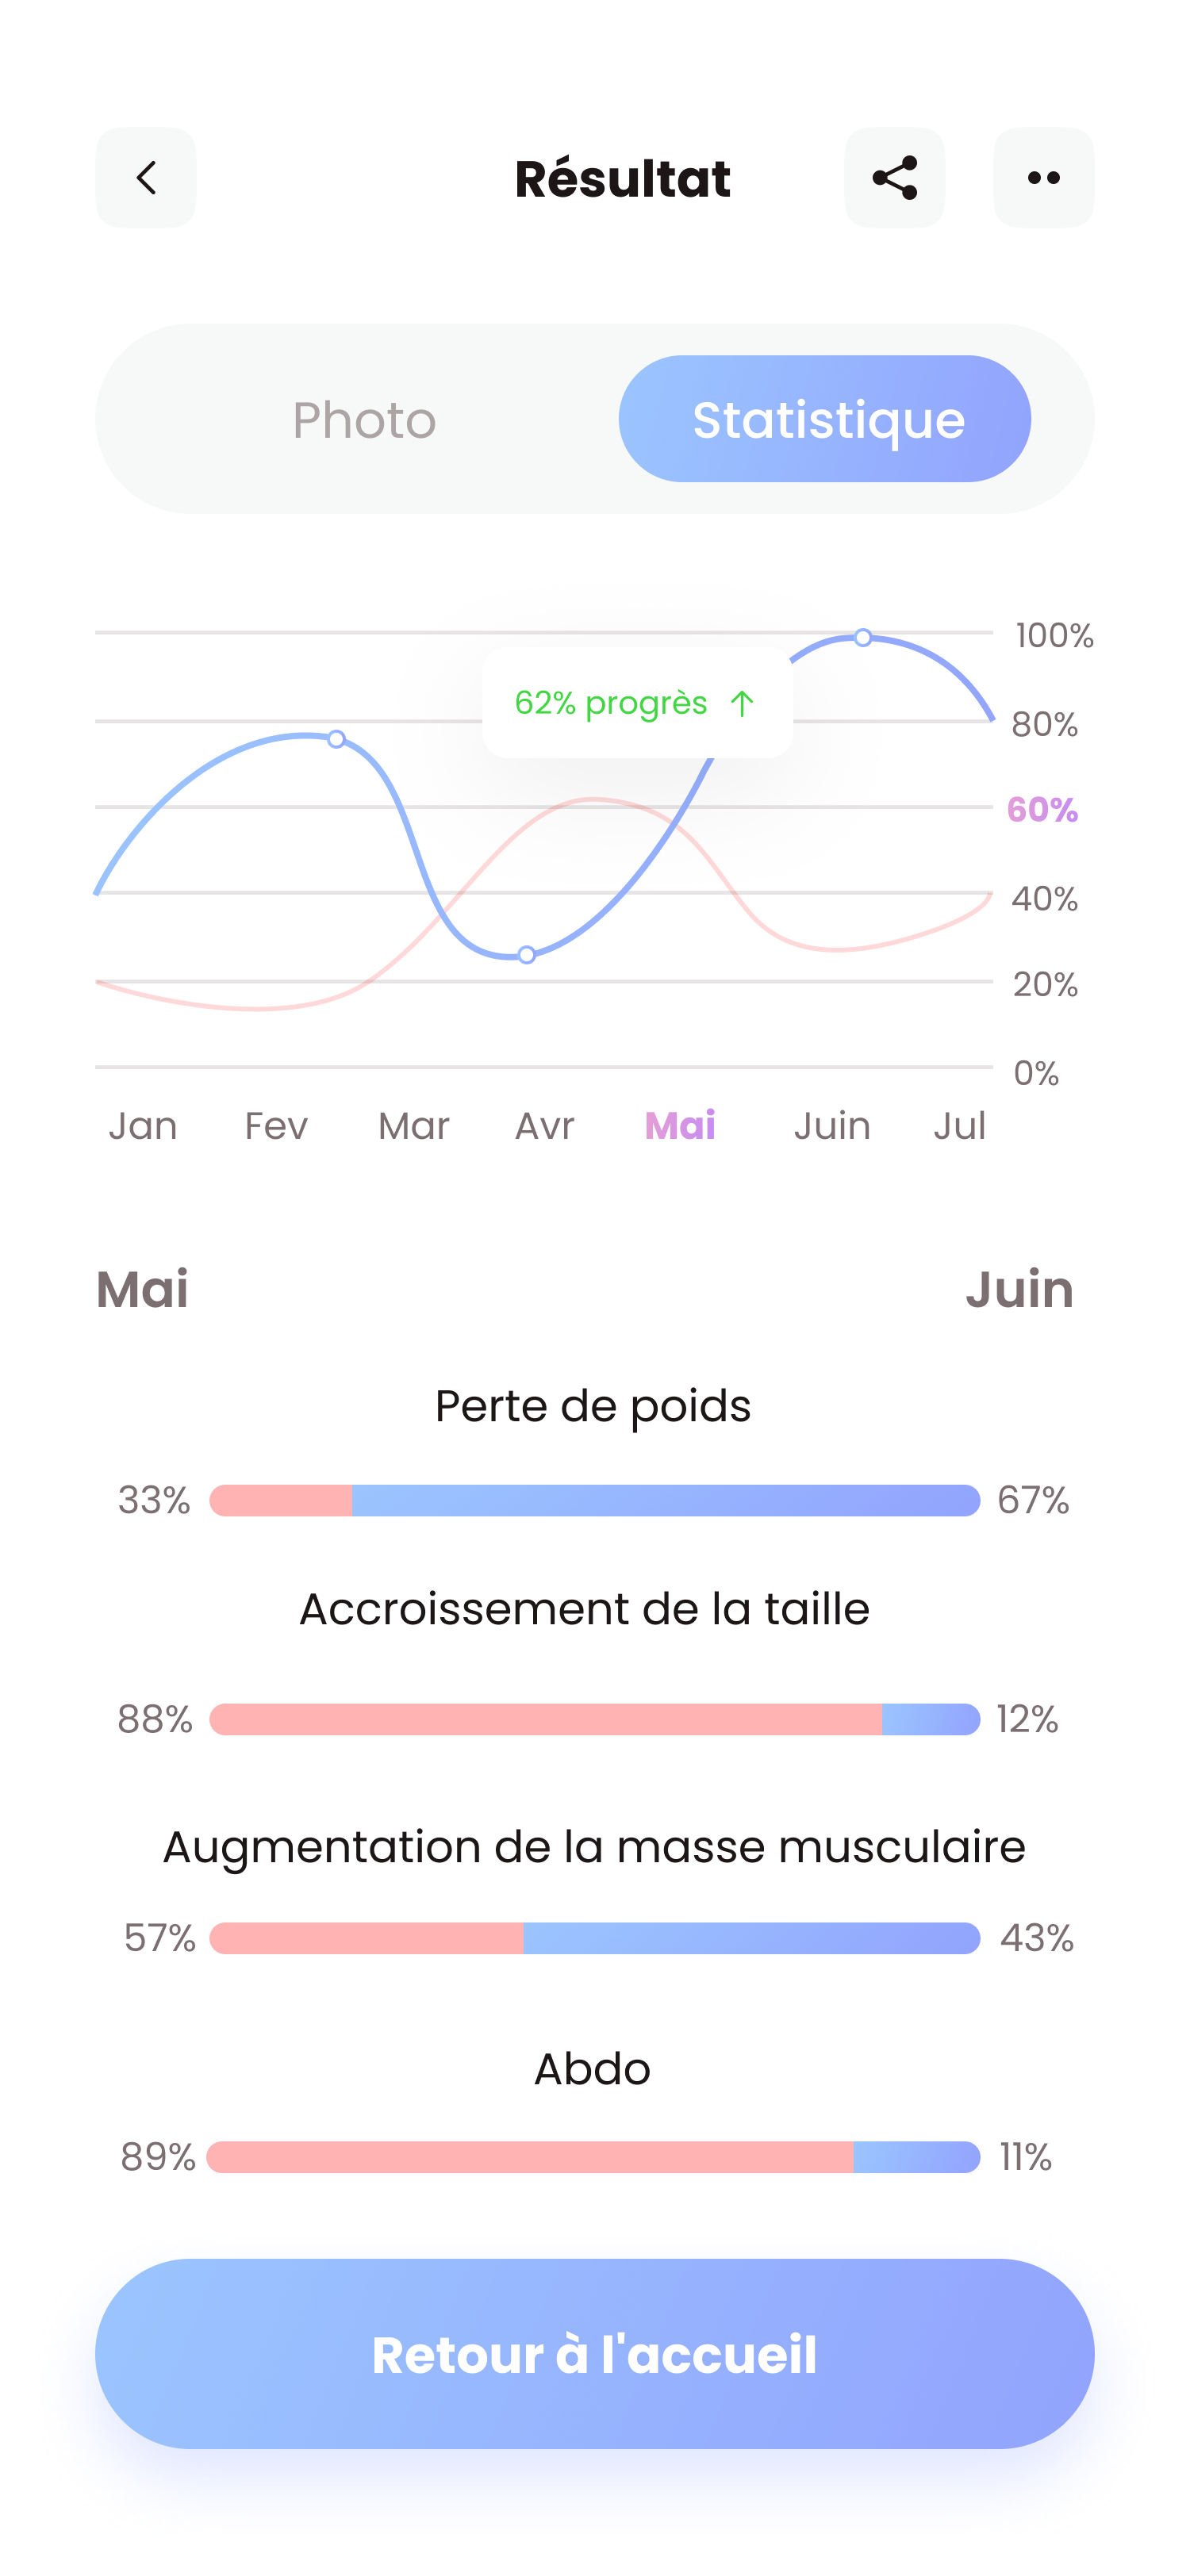 Résultat
Photo
Statistique
100%
62% progrès ↑
80%
60%
40%
20%
0%
Jan Fev Mar Avr Mai Juin Jul
Mai Juin
Perte de poids
33% 67%
Accroissement de la taille
88% 12%
Augmentation de la masse musculaire
57% 43%
Abdo
89% 11%
Retour à l'accueil